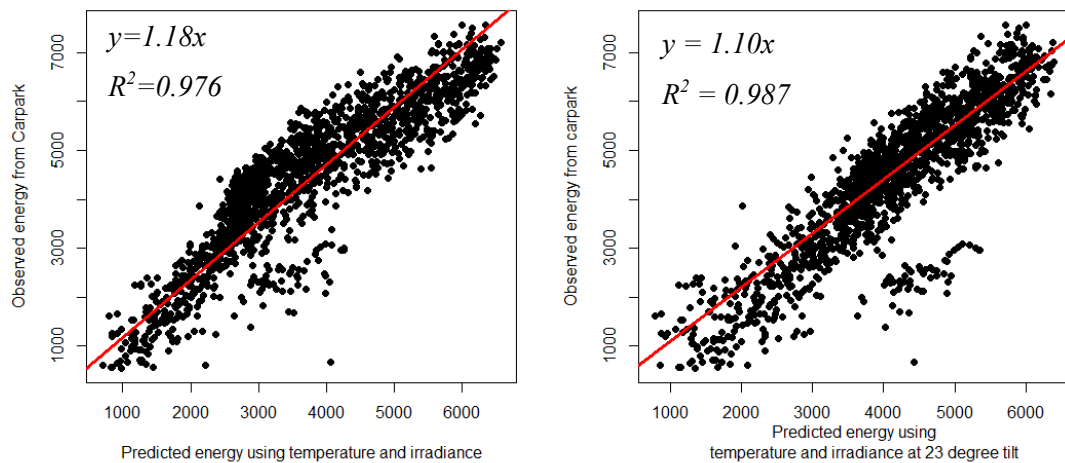 y=1.18x
R²=0.976
Observed energy from Carpark
7000
5000
3000
1000
1000 2000 3000 4000 5000 6000
Predicted energy using temperature and irradiance
y = 1.10x
R² = 0.987
Observed energy from carpark
7000
5000
3000
1000
1000 2000 3000 4000 5000 6000
Predicted energy using
temperature and irradiance at 23 degree tilt